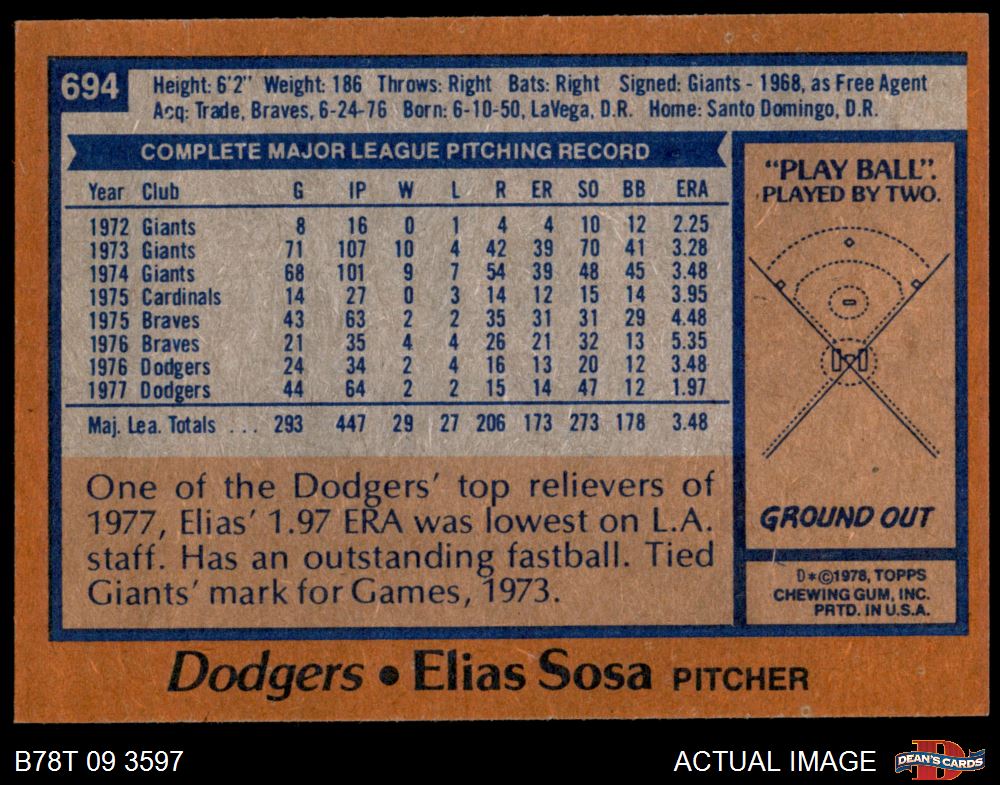 694
Height: 6'2" Weight: 186 Throws: Right Bats: Right Signed: Giants - 1968, as Free Agent
Acq: Trade, Braves, 6-24-76 Born: 6-10-50, LaVega, D.R. Home: Santo Domingo, D.R.
COMPLETE MAJOR LEAGUE PITCHING RECORD
Year Club G IP W L R ER SO BB ERA
1972 Giants 8 16 0 1 4 4 10 12 2.25
1973 Giants 71 107 10 4 42 39 70 41 3.28
1974 Giants 68 101 9 7 54 39 48 45 3.48
1975 Cardinals 14 27 0 3 14 12 15 14 3.95
1975 Braves 43 63 2 2 35 31 31 29 4.48
1976 Braves 21 35 4 4 26 21 32 13 5.35
1976 Dodgers 24 34 2 4 16 13 20 12 3.48
1977 Dodgers 44 64 2 2 15 14 47 12 1.97
Maj. Lea. Totals ... 293 447 29 27 206 173 273 178 3.48
One of the Dodgers' top relievers of
1977, Elias' 1.97 ERA was lowest on L.A.
staff. Has an outstanding fastball. Tied
Giants' mark for Games, 1973.
"PLAY BALL".
PLAYED BY TWO.
GROUND OUT
D*©1978, TOPPS
CHEWING GUM, INC.
PRTD. IN U.S.A.
Dodgers • Elias Sosa PITCHER
B78T 09 3597
ACTUAL IMAGE
D
DEAN'S CARDS